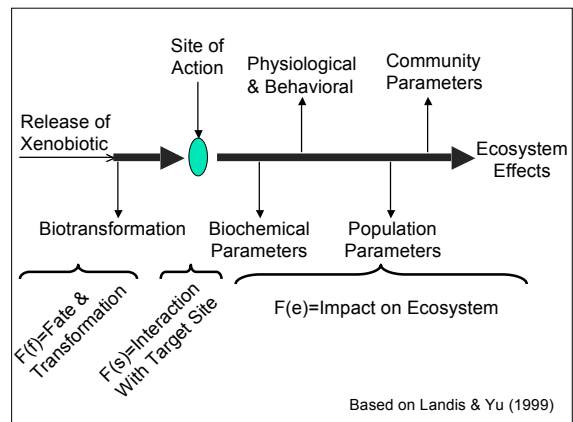 Site of
Action
Physiological
& Behavioral
Community
Parameters
Release of
Xenobiotic
Ecosystem
Effects
Biotransformation
Biochemical
Parameters
Population
Parameters
F(f)=Fate &
Transformation
F(s)=Interaction
With Target Site
F(e)=Impact on Ecosystem
Based on Landis & Yu (1999)